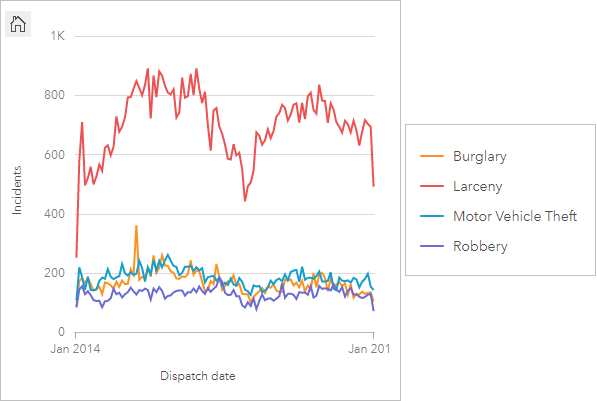 1K
800
600
400
200
0
Incidents
Jan 2014
Jan 201
Dispatch date
Burglary
Larceny
Motor Vehicle Theft
Robbery